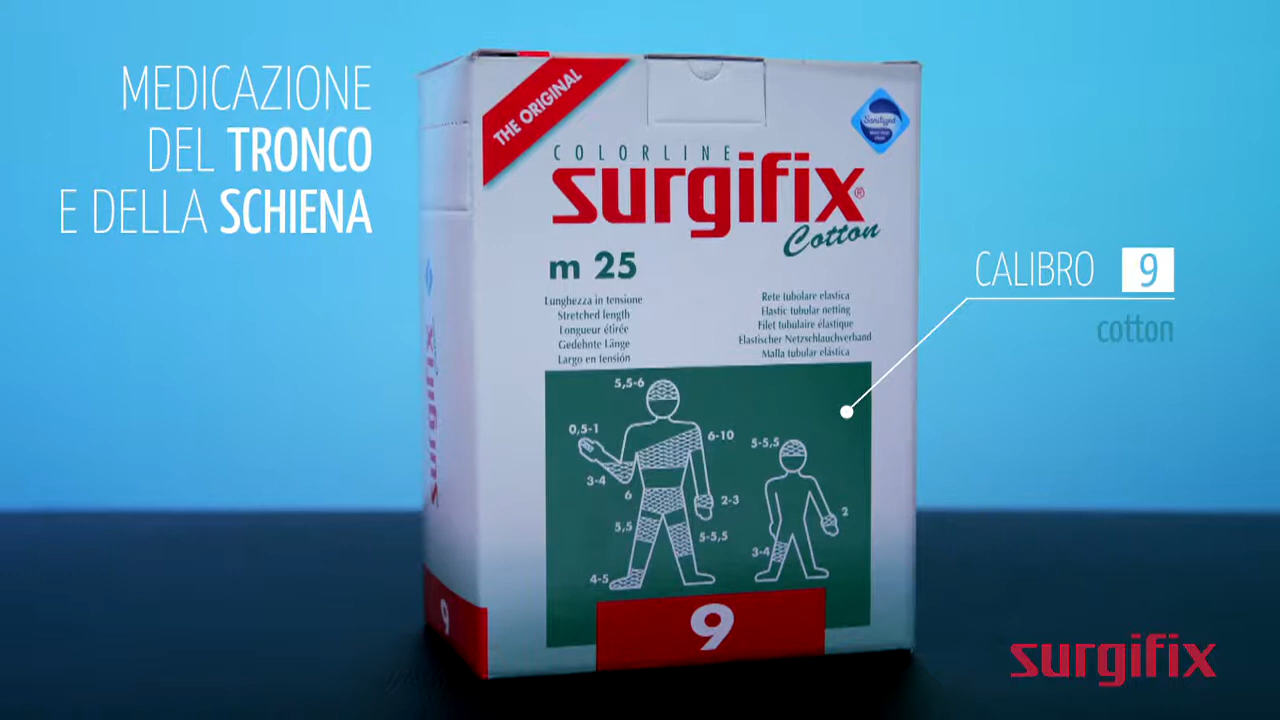 MEDICAZIONE
DEL TRONCO
E DELLA SCHIENA
THE ORIGINAL
Sanitized
COLORLINE
surgifix®
Cotton
m 25
Lunghezza in tensione
Stretched length
Longueur étirée
Gedehnte Länge
Largo en tensión
Rete tubolare elastica
Elastic tubular netting
Filet tubulaire élastique
Elastischer Netzschlauchverband
Malla tubular elástica
CALIBRO 9
cotton
5,5-6
0,5-1
6-10
3-4
6
2-3
5,5
5-5,5
4-5
5-5,5
2
3-4
9
surgifix
9
surgifix